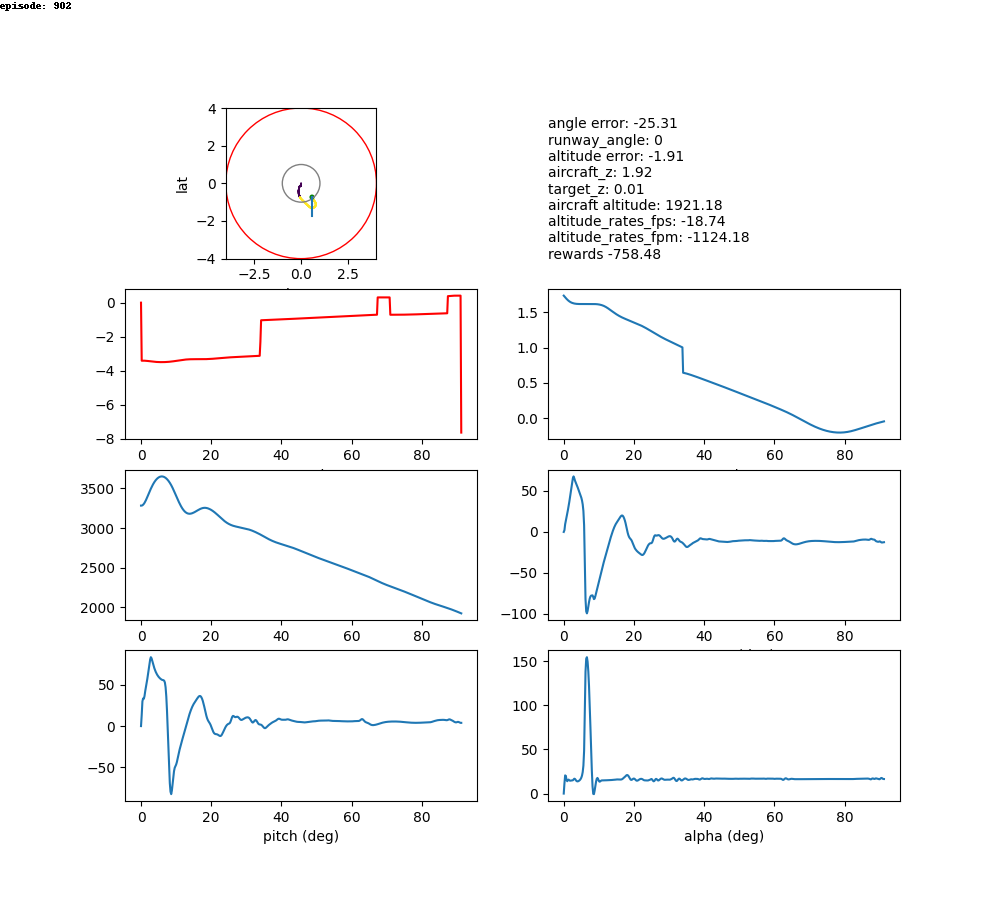 episode: 902
4
2
0
−2
−4
lat
−2.5 0.0 2.5
angle error: -25.31
runway_angle: 0
altitude error: -1.91
aircraft_z: 1.92
target_z: 0.01
aircraft altitude: 1921.18
altitude_rates_fps: -18.74
altitude_rates_fpm: -1124.18
rewards -758.48
0
−2
−4
−6
−8
0 20 40 60 80
1.5
1.0
0.5
0.0
0 20 40 60 80
3500
3000
2500
2000
0 20 40 60 80
50
0
−50
−100
0 20 40 60 80
50
0
−50
0 20 40 60 80
pitch (deg)
150
100
50
0
0 20 40 60 80
alpha (deg)